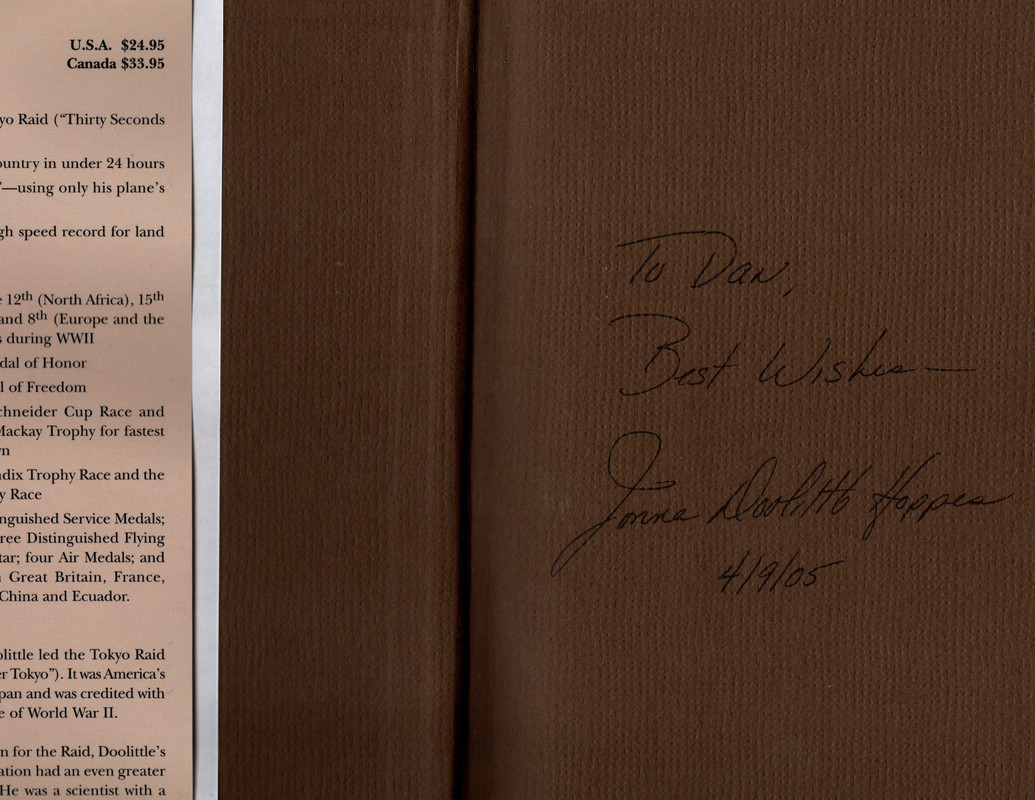 U.S.A. $24.95
Canada $33.95
yo Raid (“Thirty Seconds
ountry in under 24 hours
”—using only his plane’s
gh speed record for land
e 12th (North Africa), 15th
and 8th (Europe and the
s during WWII
dal of Honor
l of Freedom
chneider Cup Race and
Mackay Trophy for fastest
wn
ndix Trophy Race and the
y Race
nguished Service Medals;
ree Distinguished Flying
tar; four Air Medals; and
n Great Britain, France,
China and Ecuador.
olittle led the Tokyo Raid
er Tokyo”). It was America’s
pan and was credited with
e of World War II.
n for the Raid, Doolittle’s
ation had an even greater
He was a scientist with a
To Dan,
Best Wishes—
Jonna Doolittle Hoppes
4/9/05